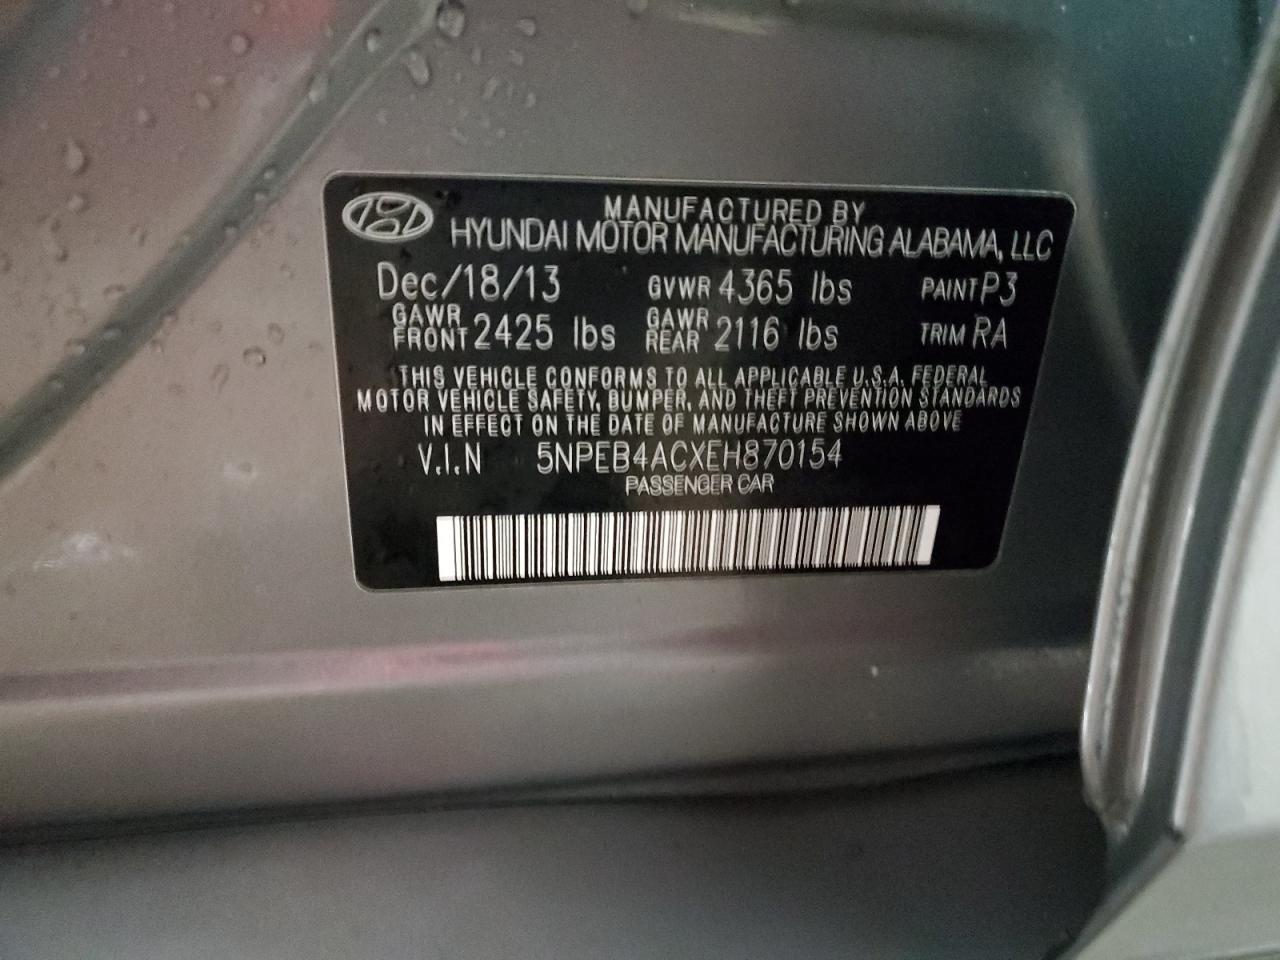 MANUFACTURED BY
HYUNDAI MOTOR MANUFACTURING ALABAMA, LLC
Dec/18/13 GVWR 4365 lbs PAINT P3
GAWR FRONT 2425 lbs GAWR REAR 2116 lbs TRIM RA
THIS VEHICLE CONFORMS TO ALL APPLICABLE U.S.A. FEDERAL
MOTOR VEHICLE SAFETY, BUMPER, AND THEFT PREVENTION STANDARDS
IN EFFECT ON THE DATE OF MANUFACTURE SHOWN ABOVE
V.I.N 5NPEB4ACXEH870154
PASSENGER CAR